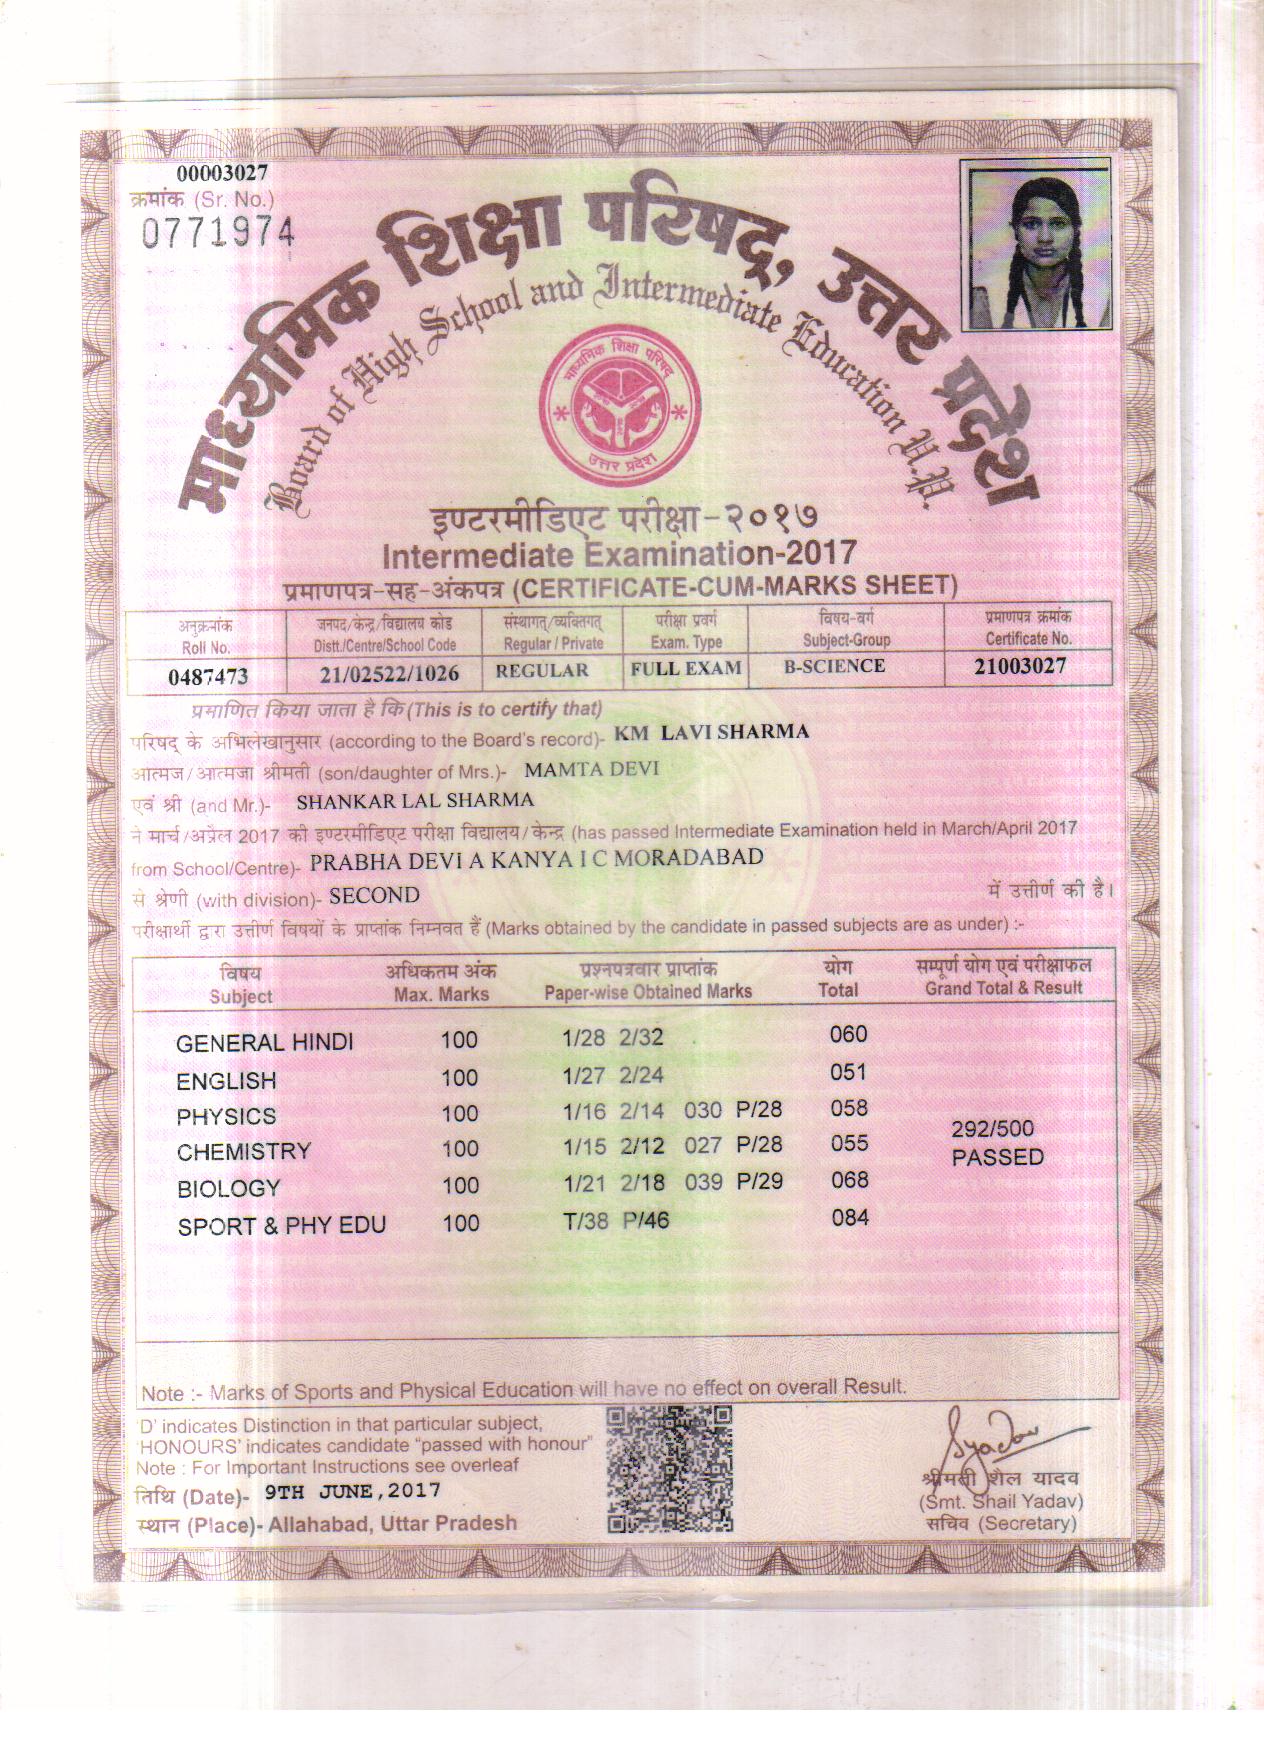 00003027
क्रमांक (Sr. No.)
0771974
माध्यमिक शिक्षा परिषद्, उत्तर प्रदेश
Board of High School and Intermediate Education U.P.
माध्यमिक शिक्षा परिषद्
उत्तर प्रदेश
इण्टरमीडिएट परीक्षा-२०१७
Intermediate Examination-2017
प्रमाणपत्र-सह-अंकपत्र (CERTIFICATE-CUM-MARKS SHEET)
अनुक्रमांक जनपद/केन्द्र/विद्यालय कोड संस्थागत्/व्यक्तिगत् परीक्षा प्रवर्ग विषय-वर्ग प्रमाणपत्र क्रमांक
Roll No. Distt./Centre/School Code Regular / Private Exam. Type Subject-Group Certificate No.
0487473 21/02522/1026 REGULAR FULL EXAM B-SCIENCE 21003027
प्रमाणित किया जाता है कि (This is to certify that)
परिषद् के अभिलेखानुसार (according to the Board's record)- KM LAVI SHARMA
आत्मज/आत्मजा श्रीमती (son/daughter of Mrs.)- MAMTA DEVI
एवं श्री (and Mr.)- SHANKAR LAL SHARMA
ने मार्च/अप्रैल 2017 की इण्टरमीडिएट परीक्षा विद्यालय/केन्द्र (has passed Intermediate Examination held in March/April 2017
from School/Centre)- PRABHA DEVI A KANYA I C MORADABAD
से श्रेणी (with division)- SECOND में उत्तीर्ण की है।
परीक्षार्थी द्वारा उत्तीर्ण विषयों के प्राप्तांक निम्नवत हैं (Marks obtained by the candidate in passed subjects are as under) :-
विषय अधिकतम अंक प्रश्नपत्रवार प्राप्तांक योग सम्पूर्ण योग एवं परीक्षाफल
Subject Max. Marks Paper-wise Obtained Marks Total Grand Total & Result
GENERAL HINDI 100 1/28 2/32 060
ENGLISH 100 1/27 2/24 051
PHYSICS 100 1/16 2/14 030 P/28 058
292/500
CHEMISTRY 100 1/15 2/12 027 P/28 055
PASSED
BIOLOGY 100 1/21 2/18 039 P/29 068
SPORT & PHY EDU 100 T/38 P/46 084
Note :- Marks of Sports and Physical Education will have no effect on overall Result.
'D' indicates Distinction in that particular subject,
'HONOURS' indicates candidate "passed with honour"
Note : For Important Instructions see overleaf
तिथि (Date)- 9TH JUNE,2017
स्थान (Place)- Allahabad, Uttar Pradesh
SYadav
श्रीमती शैल यादव
(Smt. Shail Yadav)
सचिव (Secretary)